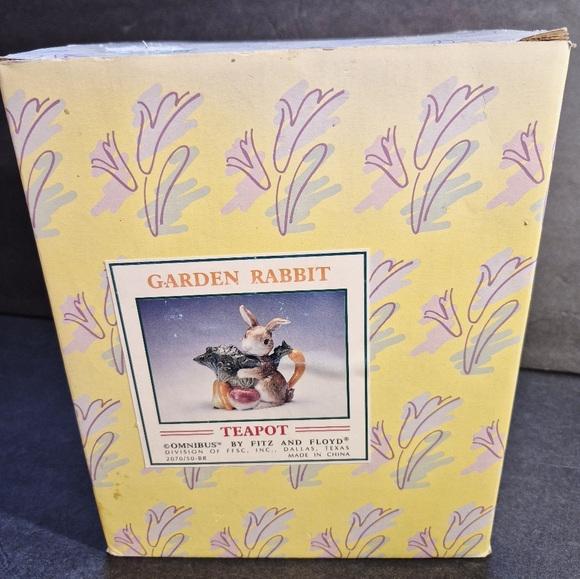 GARDEN RABBIT
TEAPOT
©OMNIBUS™ BY FITZ AND FLOYD®
DIVISION OF FFSC, INC., DALLAS, TEXAS
2070/50-BR MADE IN CHINA